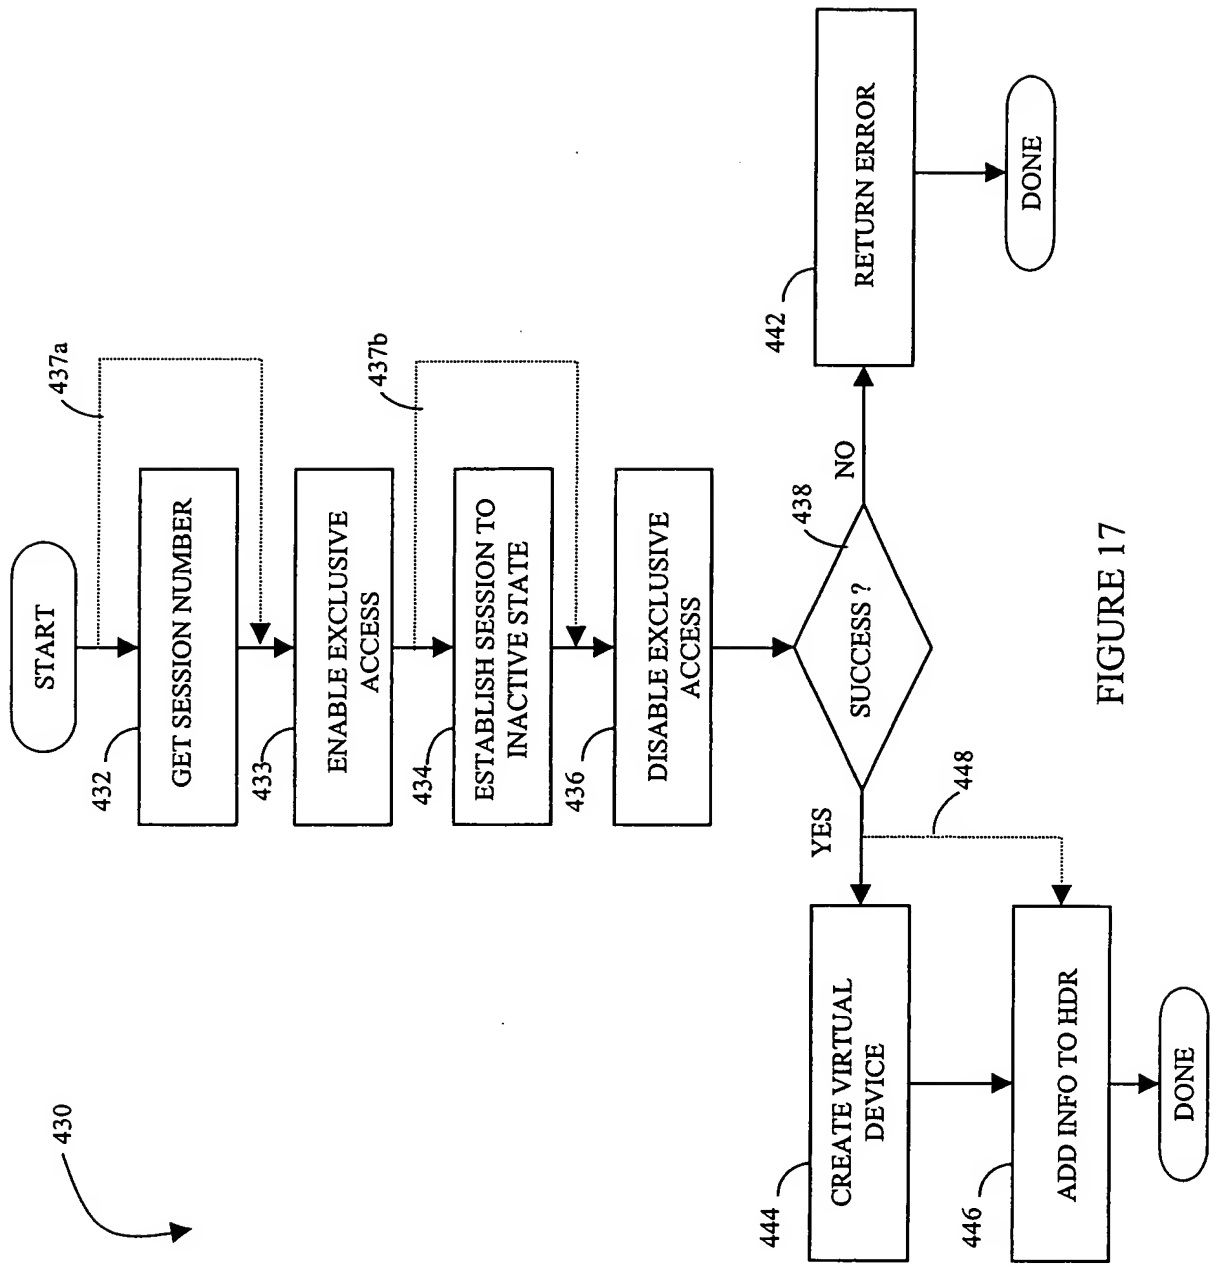 430
START
437a
432
GET SESSION NUMBER
433
ENABLE EXCLUSIVE
ACCESS
437b
434
ESTABLISH SESSION TO
INACTIVE STATE
436
DISABLE EXCLUSIVE
ACCESS
438
SUCCESS ?
YES
NO
448
442
RETURN ERROR
DONE
444
CREATE VIRTUAL
DEVICE
446
ADD INFO TO HDR
DONE
FIGURE 17